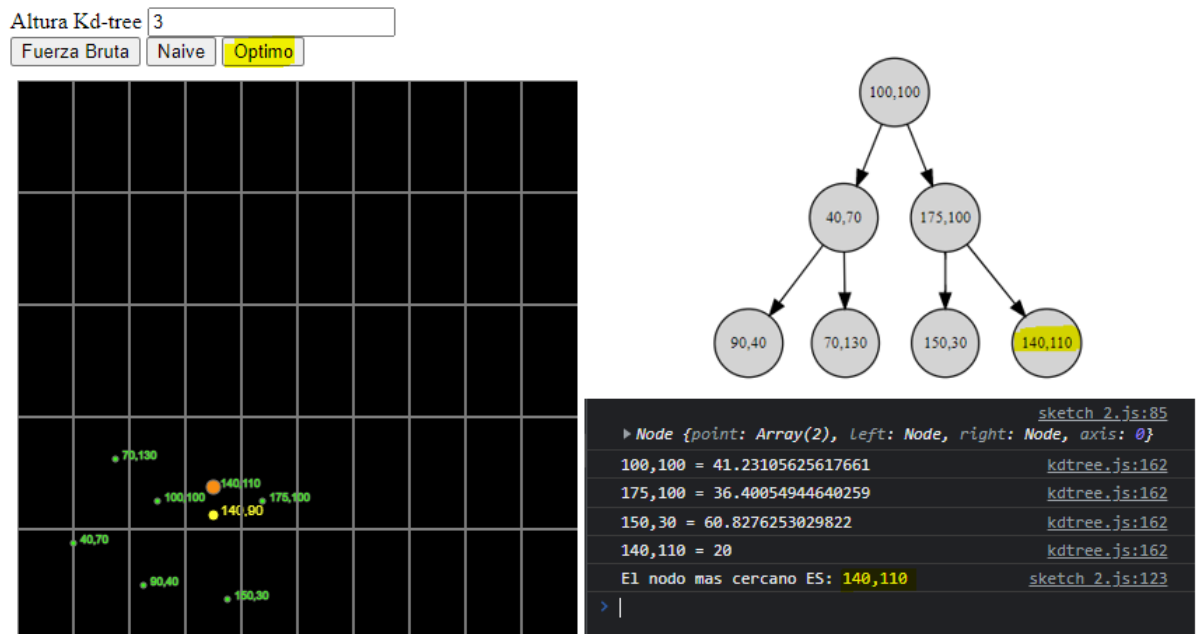 Altura Kd-tree 3
Fuerza Bruta Naive Optimo
70,130
140,110
100,100
175,100
140,90
40,70
90,40
150,30
100,100
40,70 175,100
90,40 70,130 150,30 140,110
sketch 2.js:85
▶ Node {point: Array(2), left: Node, right: Node, axis: 0}
100,100 = 41.23105625617661 kdtree.js:162
175,100 = 36.40054944640259 kdtree.js:162
150,30 = 60.8276253029822 kdtree.js:162
140,110 = 20 kdtree.js:162
El nodo mas cercano ES: 140,110 sketch 2.js:123
>